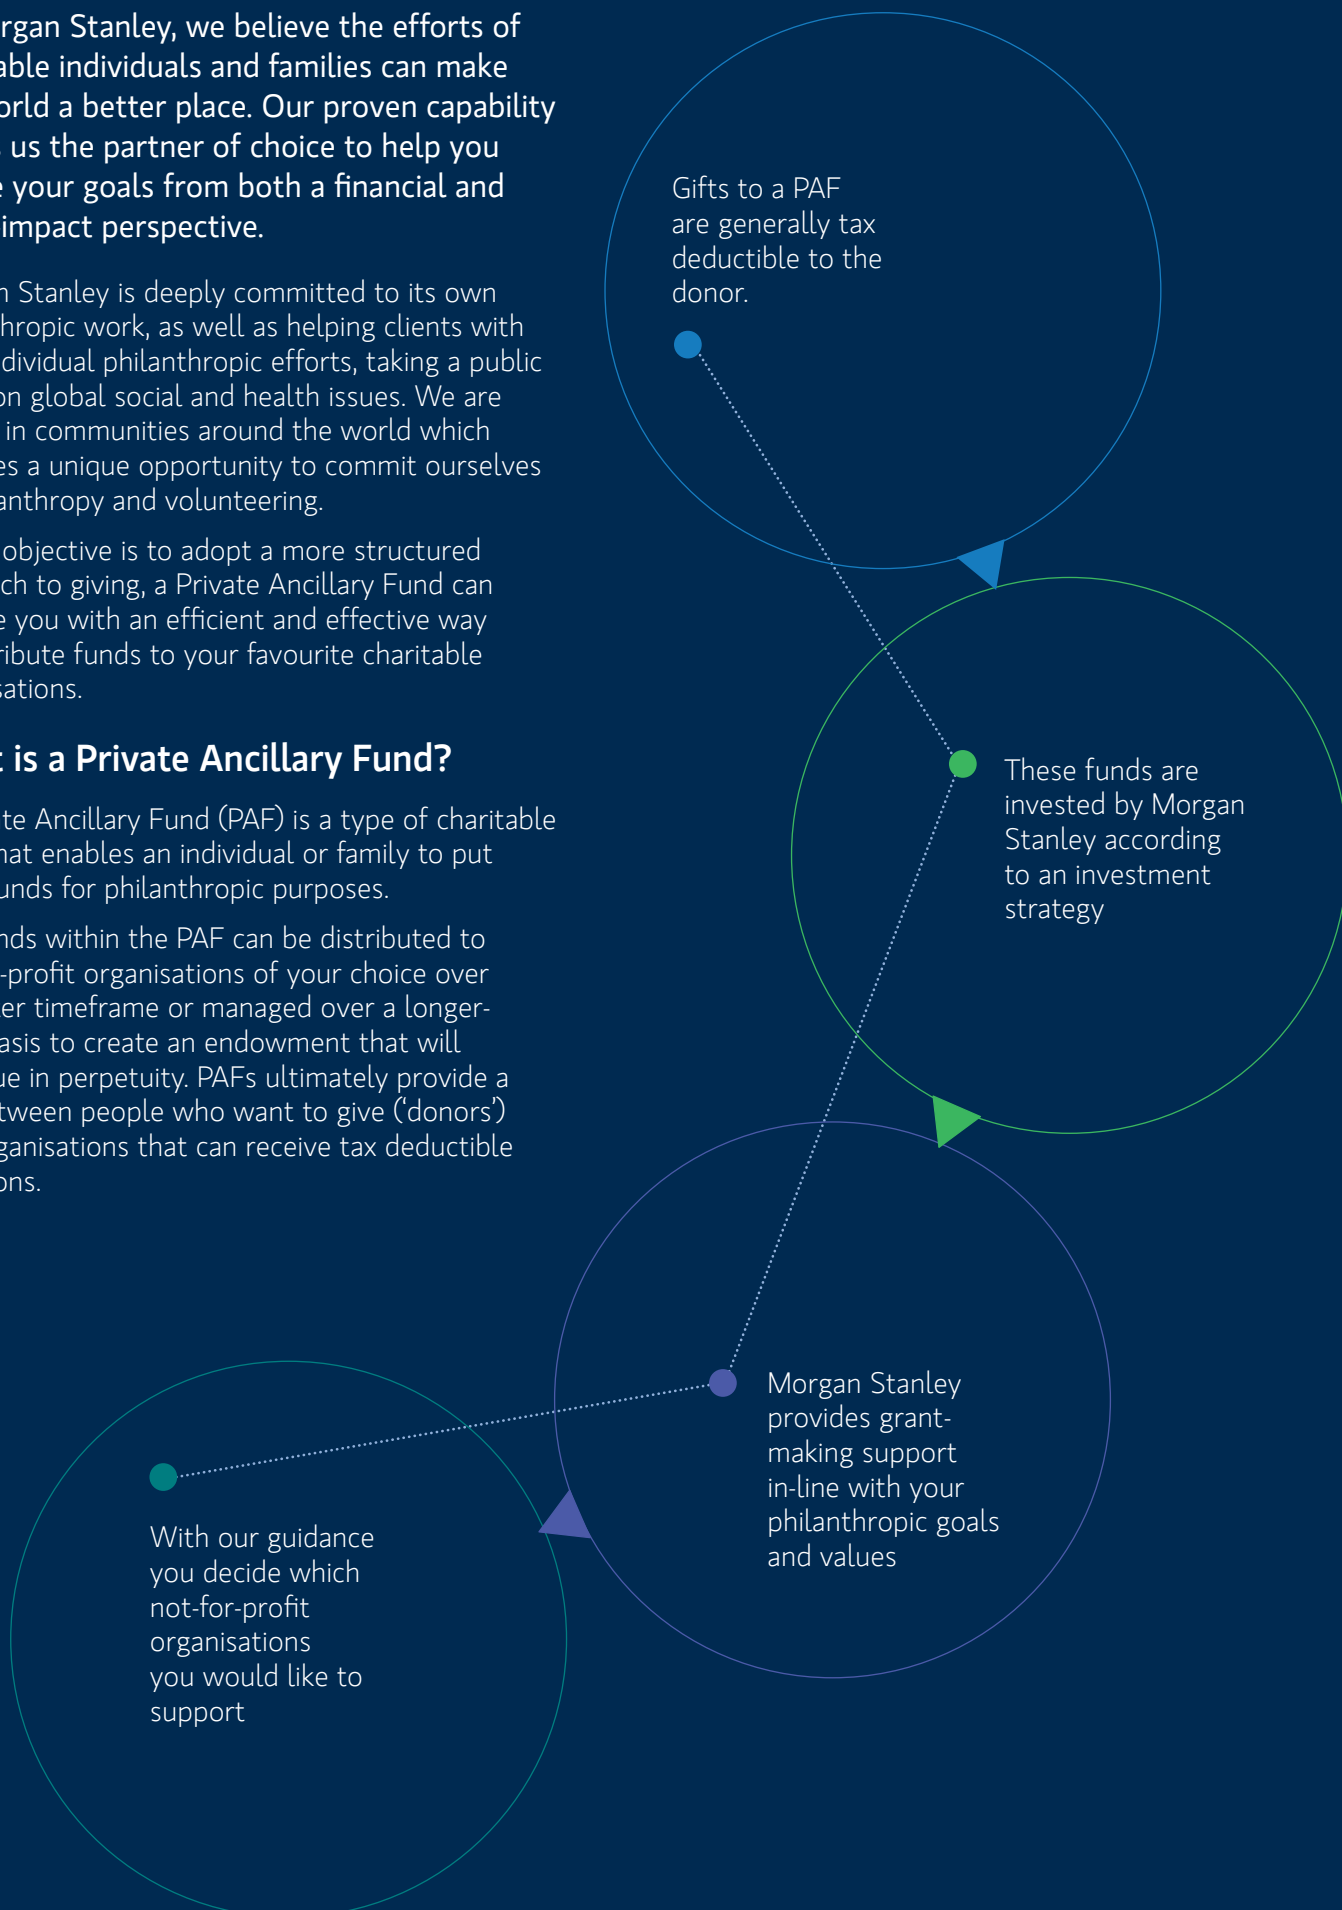 rgan Stanley, we believe the efforts of
able individuals and families can make
orld a better place. Our proven capability
s us the partner of choice to help you
e your goals from both a financial and
-impact perspective.
n Stanley is deeply committed to its own
hropic work, as well as helping clients with
dividual philanthropic efforts, taking a public
on global social and health issues. We are
in communities around the world which
es a unique opportunity to commit ourselves
anthropy and volunteering.
objective is to adopt a more structured
ch to giving, a Private Ancillary Fund can
e you with an efficient and effective way
ribute funds to your favourite charitable
sations.
t is a Private Ancillary Fund?
te Ancillary Fund (PAF) is a type of charitable
hat enables an individual or family to put
unds for philanthropic purposes.
nds within the PAF can be distributed to
-profit organisations of your choice over
er timeframe or managed over a longer-
asis to create an endowment that will
ue in perpetuity. PAFs ultimately provide a
etween people who want to give (‘donors’)
ganisations that can receive tax deductible
ons.
Gifts to a PAF
are generally tax
deductible to the
donor.
These funds are
invested by Morgan
Stanley according
to an investment
strategy
Morgan Stanley
provides grant-
making support
in-line with your
philanthropic goals
and values
With our guidance
you decide which
not-for-profit
organisations
you would like to
support